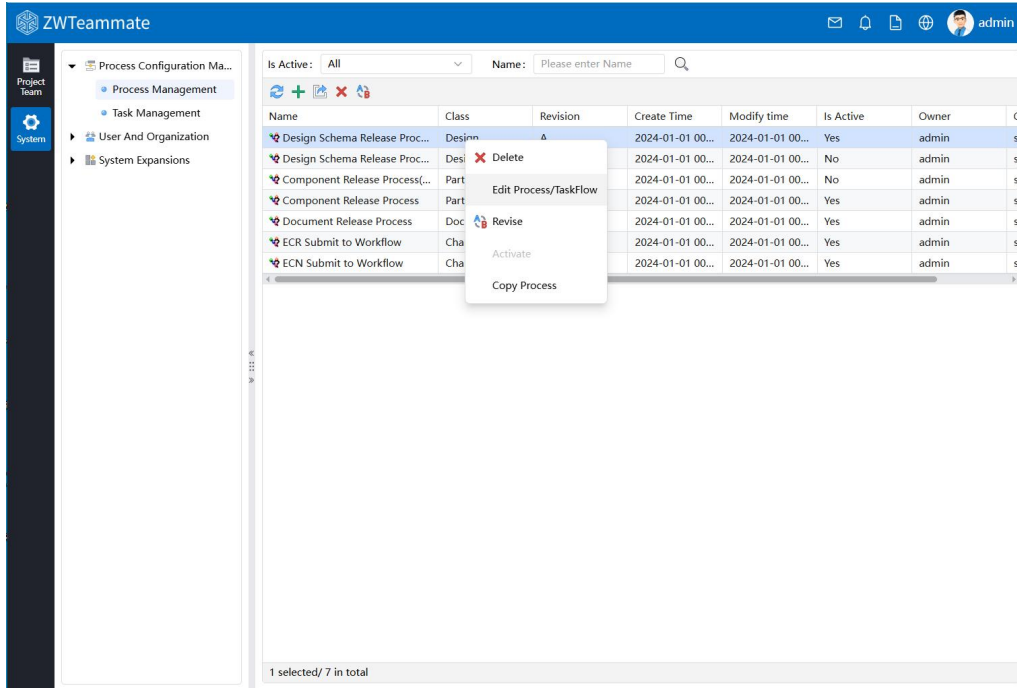 ZWTeammate admin
Project Team
System
Process Configuration Ma...
Process Management
Task Management
User And Organization
System Expansions
Is Active: All Name: Please enter Name
Name Class Revision Create Time Modify time Is Active Owner
Design Schema Release Proc... Design A 2024-01-01 00... 2024-01-01 00... Yes admin
Design Schema Release Proc... Desi 2024-01-01 00... 2024-01-01 00... No admin
Component Release Process(... Part 2024-01-01 00... 2024-01-01 00... No admin
Component Release Process Part 2024-01-01 00... 2024-01-01 00... Yes admin
Document Release Process Doc 2024-01-01 00... 2024-01-01 00... Yes admin
ECR Submit to Workflow Cha 2024-01-01 00... 2024-01-01 00... Yes admin
ECN Submit to Workflow Cha 2024-01-01 00... 2024-01-01 00... Yes admin
Delete
Edit Process/TaskFlow
Revise
Activate
Copy Process
1 selected/ 7 in total